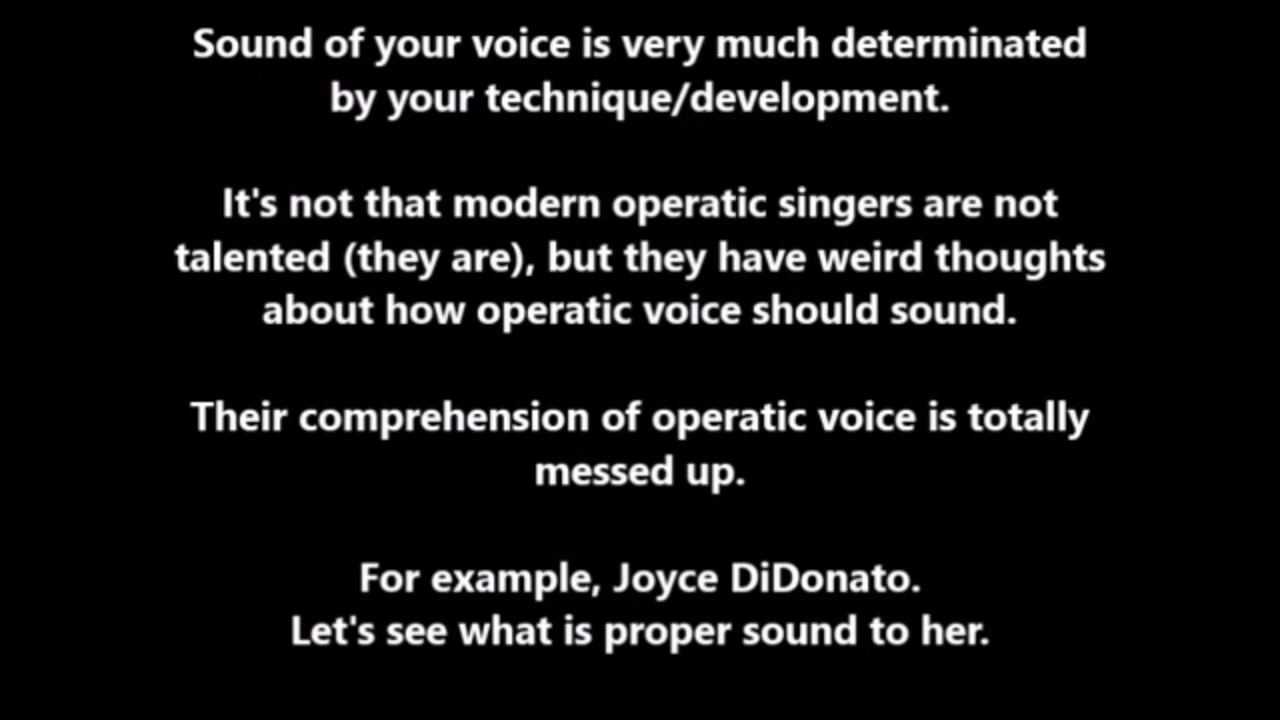 Sound of your voice is very much determinated
by your technique/development.
It's not that modern operatic singers are not
talented (they are), but they have weird thoughts
about how operatic voice should sound.
Their comprehension of operatic voice is totally
messed up.
For example, Joyce DiDonato.
Let's see what is proper sound to her.